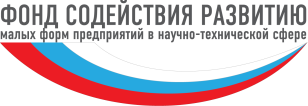 ФОНД СОДЕЙСТВИЯ РАЗВИТИЮ
малых форм предприятий в научно-технической сфере